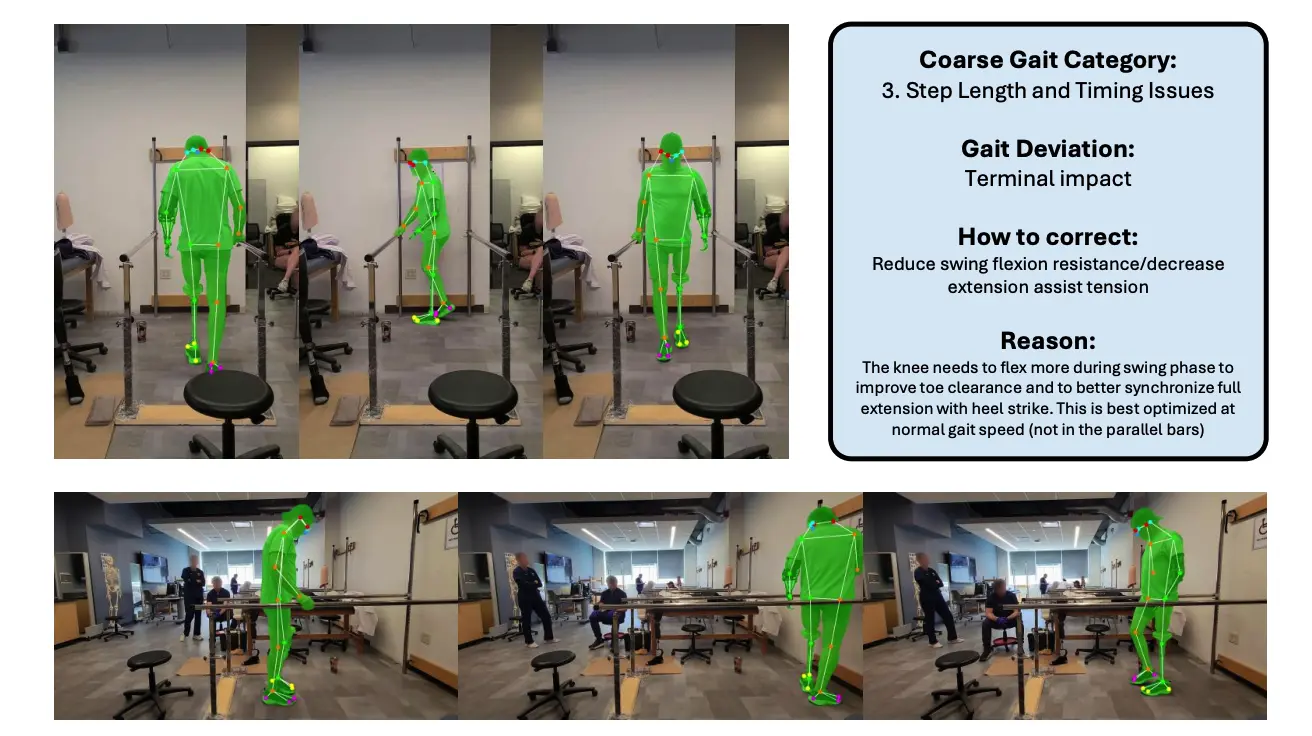 Coarse Gait Category:
3. Step Length and Timing Issues
Gait Deviation:
Terminal impact
How to correct:
Reduce swing flexion resistance/decrease
extension assist tension
Reason:
The knee needs to flex more during swing phase to
improve toe clearance and to better synchronize full
extension with heel strike. This is best optimized at
normal gait speed (not in the parallel bars)